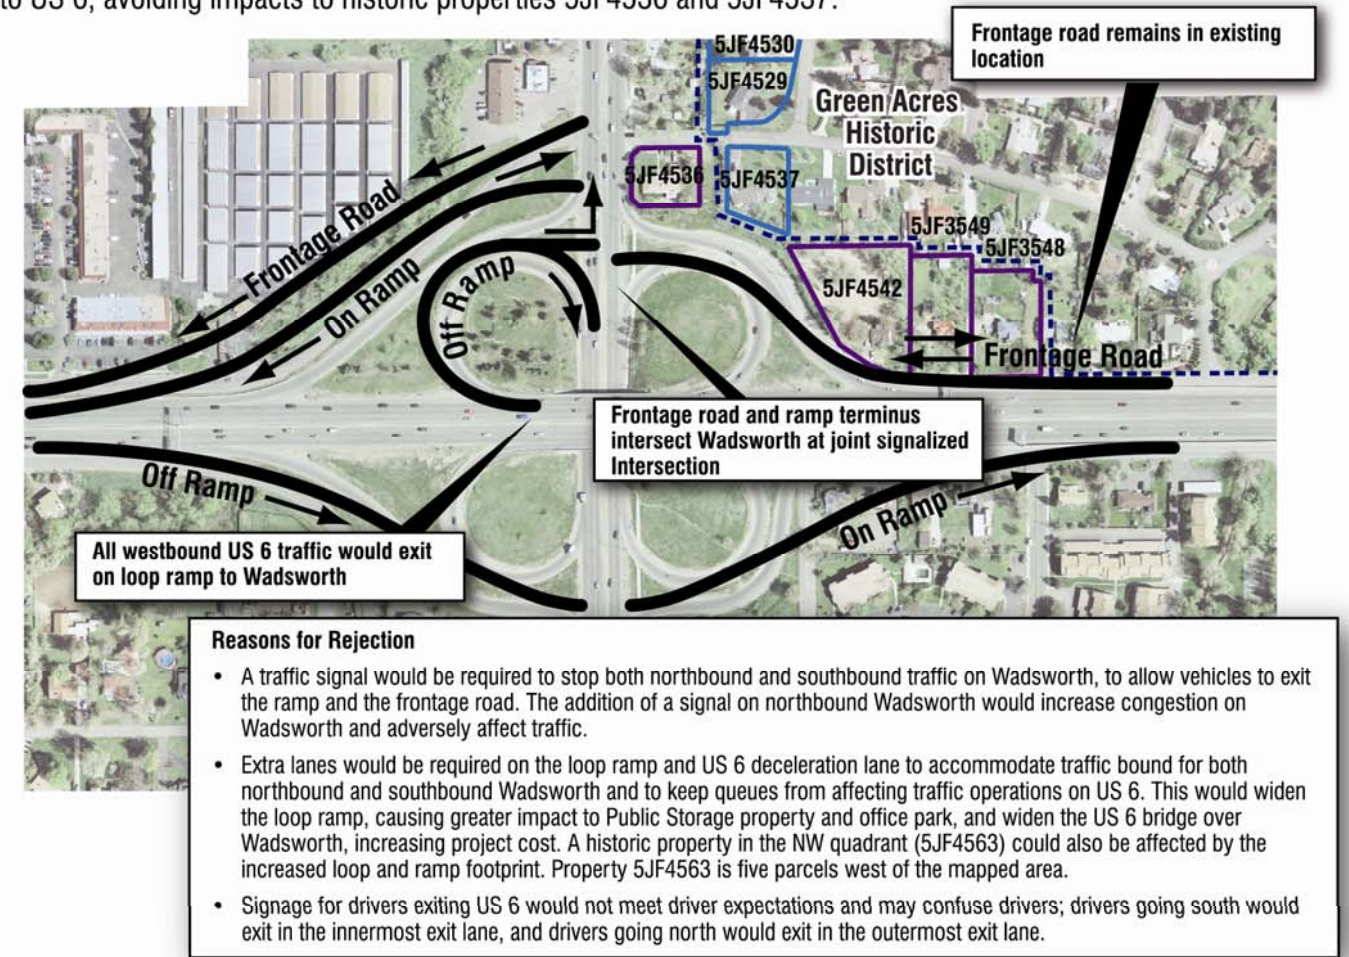 to US 6, avoiding impacts to historic properties 5JF4536 and 5JF4537.
Frontage road remains in existing
location
5JF4530
5JF4529
Green Acres
Historic
District
5JF4536
5JF4537
5JF3549
5JF3548
5JF4542
Frontage Road
On Ramp
Off Ramp
Frontage Road
Frontage road and ramp terminus
intersect Wadsworth at joint signalized
Intersection
Off Ramp
On Ramp
All westbound US 6 traffic would exit
on loop ramp to Wadsworth
Reasons for Rejection
• A traffic signal would be required to stop both northbound and southbound traffic on Wadsworth, to allow vehicles to exit
the ramp and the frontage road. The addition of a signal on northbound Wadsworth would increase congestion on
Wadsworth and adversely affect traffic.
• Extra lanes would be required on the loop ramp and US 6 deceleration lane to accommodate traffic bound for both
northbound and southbound Wadsworth and to keep queues from affecting traffic operations on US 6. This would widen
the loop ramp, causing greater impact to Public Storage property and office park, and widen the US 6 bridge over
Wadsworth, increasing project cost. A historic property in the NW quadrant (5JF4563) could also be affected by the
increased loop and ramp footprint. Property 5JF4563 is five parcels west of the mapped area.
• Signage for drivers exiting US 6 would not meet driver expectations and may confuse drivers; drivers going south would
exit in the innermost exit lane, and drivers going north would exit in the outermost exit lane.